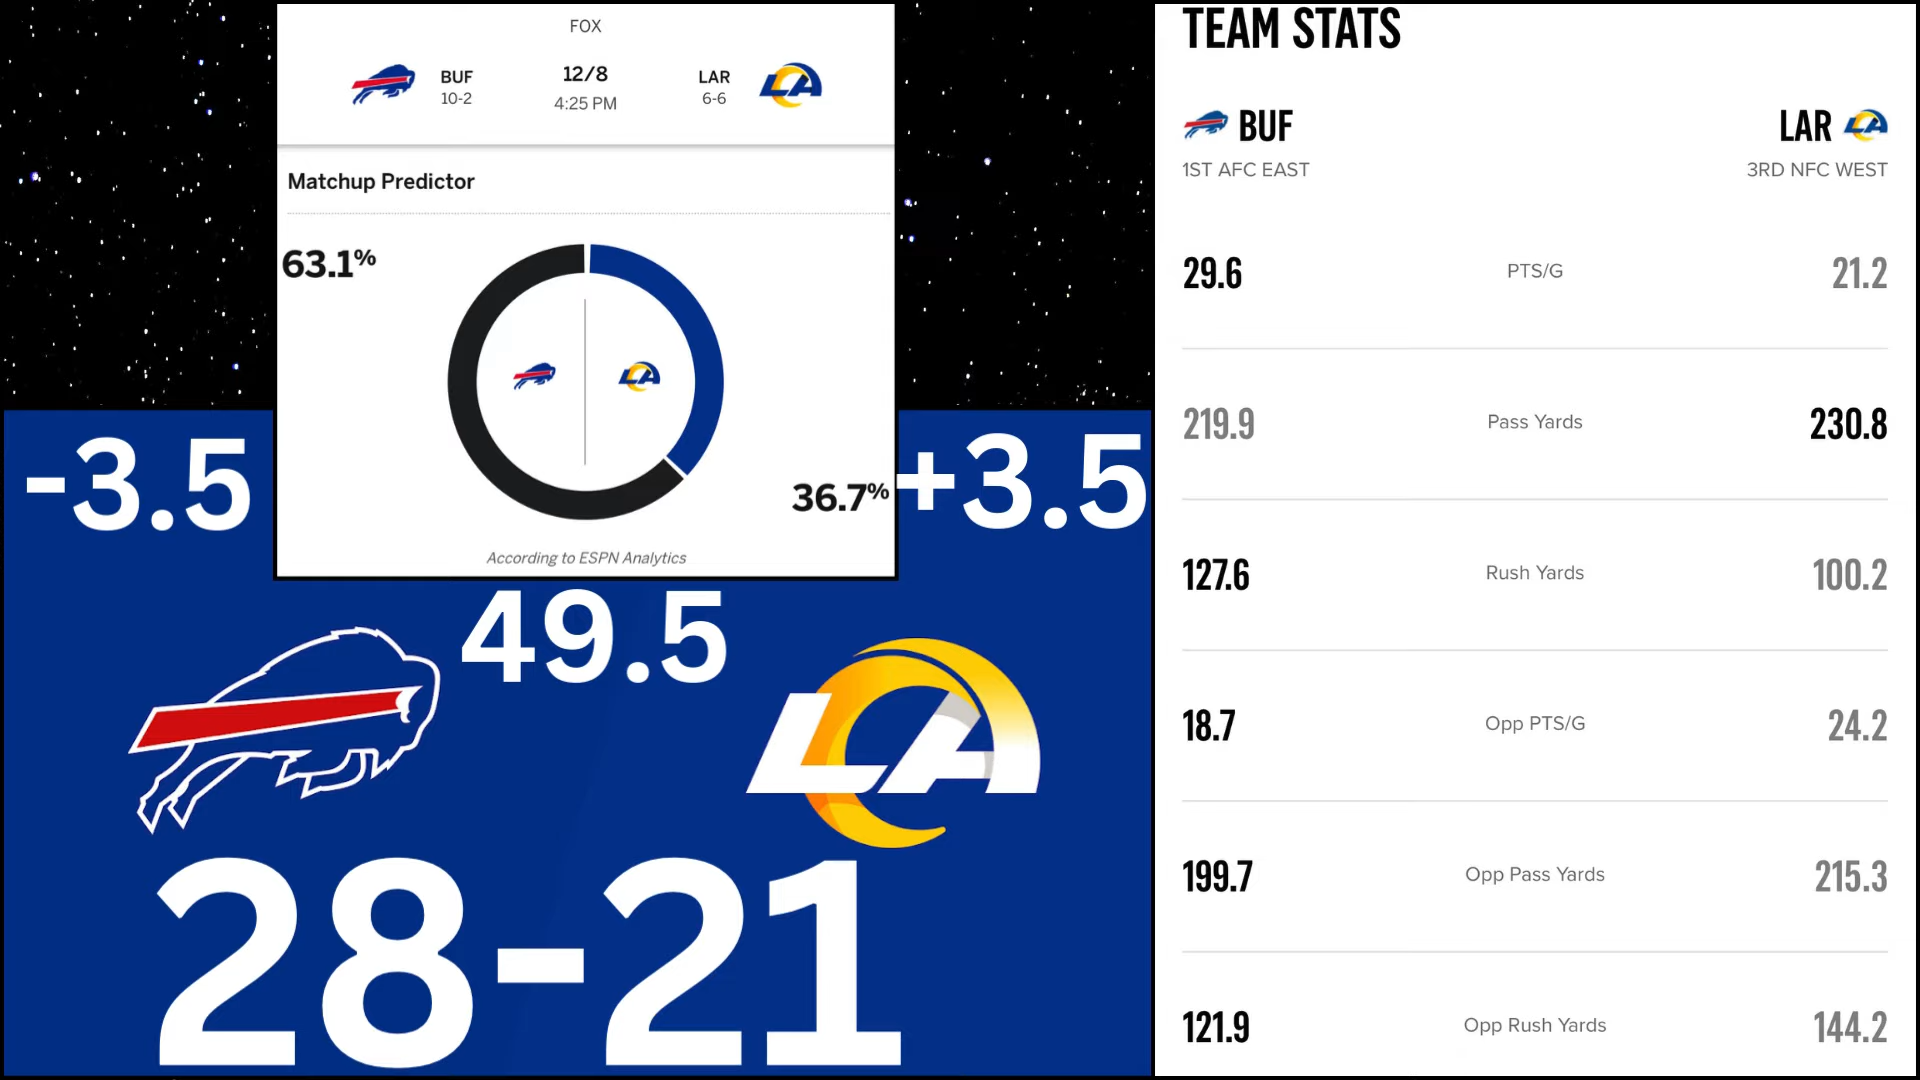 FOX
BUF 12/8 LAR
10-2 4:25 PM 6-6
LA
Matchup Predictor
63.1%
LA
36.7%
According to ESPN Analytics
-3.5
+3.5
49.5
LA
28-21
TEAM STATS
BUF LAR LA
1ST AFC EAST 3RD NFC WEST
29.6 PTS/G 21.2
219.9 Pass Yards 230.8
127.6 Rush Yards 100.2
18.7 Opp PTS/G 24.2
199.7 Opp Pass Yards 215.3
121.9 Opp Rush Yards 144.2